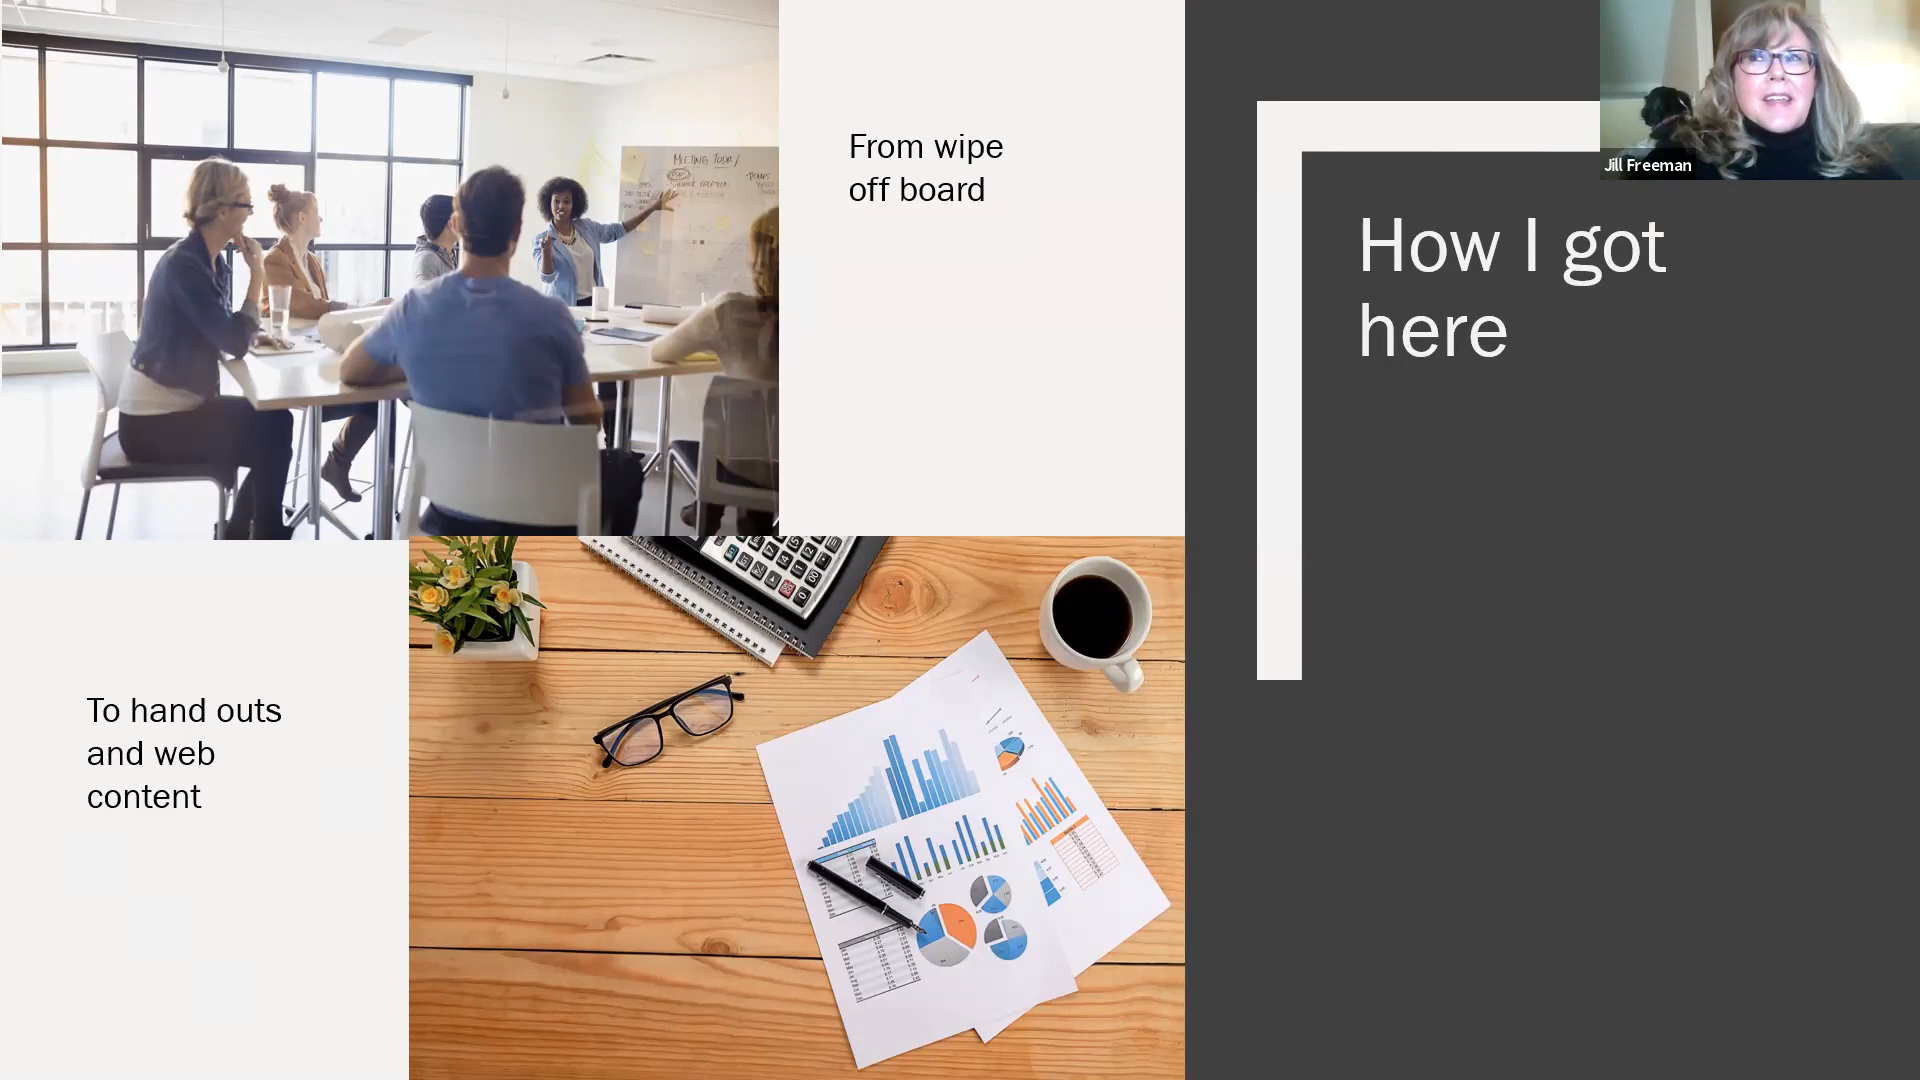 From wipe
off board
Jill Freeman
How I got
here
MEETING TODAY
To hand outs
and web
content